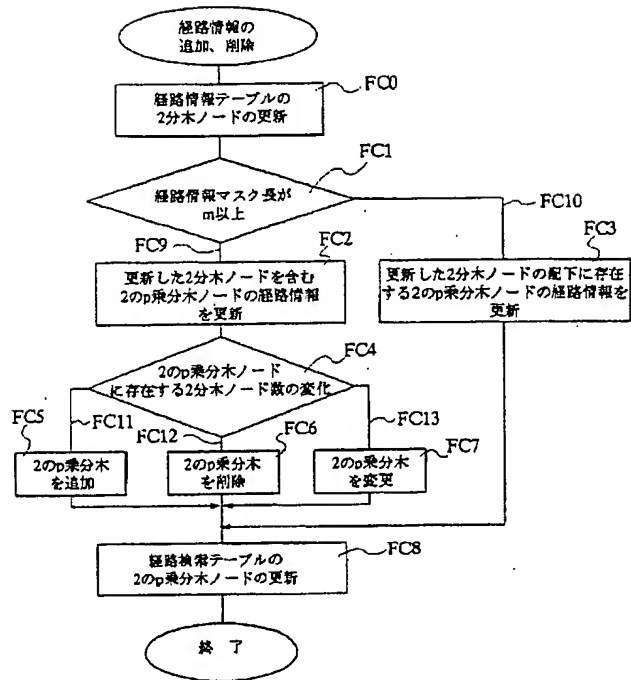 経路情報の
追加、削除
FC0
経路情報テーブルの
2分木ノードの更新
FC1
経路情報マスク長が
m以上
FC10
FC9
FC2
FC3
更新した2分木ノードを含む
2のp乗分木ノードの経路情報
を更新
更新した2分木ノードの配下に存在
する2のp乗分木ノードの経路情報を
更新
FC4
2のp乗分木ノード
に存在する2分木ノード数の変化
FC5
FC11
FC12
FC6
FC13
FC7
2のp乗分木
を追加
2のp乗分木
を削除
2のp乗分木
を変更
FC8
経路検索テーブルの
2のp乗分木ノードの更新
終了